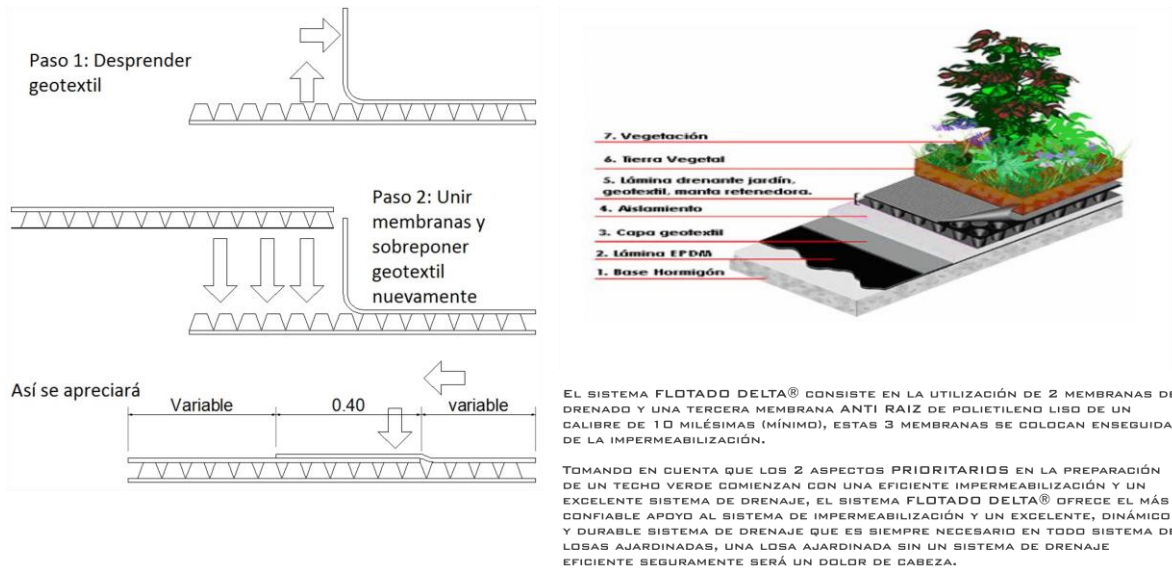 Paso 1: Desprender
geotextil
Paso 2: Unir
membranas y
sobreponer
geotextil
nuevamente
Así se apreciará
Variable
0.40
variable
7. Vegetación
6. Tierra Vegetal
5. Lámina drenante jardín,
geotextil, manta retenedora.
4. Aislamiento
3. Capa geotextil
2. Lámina EPDM
1. Base Hormigón
EL SISTEMA FLOTADO DELTA® CONSISTE EN LA UTILIZACIÓN DE 2 MEMBRANAS DE
DRENADO Y UNA TERCERA MEMBRANA ANTI RAIZ DE POLIETILENO LISO DE UN
CALIBRE DE 10 MILÉSIMAS (MÍNIMO), ESTAS 3 MEMBRANAS SE COLOCAN ENSEGUIDA
DE LA IMPERMEABILIZACIÓN.
TOMANDO EN CUENTA QUE LOS 2 ASPECTOS PRIORITARIOS EN LA PREPARACIÓN
DE UN TECHO VERDE COMIENZAN CON UNA EFICIENTE IMPERMEABILIZACIÓN Y UN
EXCELENTE SISTEMA DE DRENAJE, EL SISTEMA FLOTADO DELTA® OFRECE EL MÁS
CONFIABLE APOYO AL SISTEMA DE IMPERMEABILIZACIÓN Y UN EXCELENTE, DINÁMICO
Y DURABLE SISTEMA DE DRENAJE QUE ES SIEMPRE NECESARIO EN TODO SISTEMA DE
LOSAS AJARDINADAS, UNA LOSA AJARDINADA SIN UN SISTEMA DE DRENAJE
EFICIENTE SEGURAMENTE SERÁ UN DOLOR DE CABEZA.